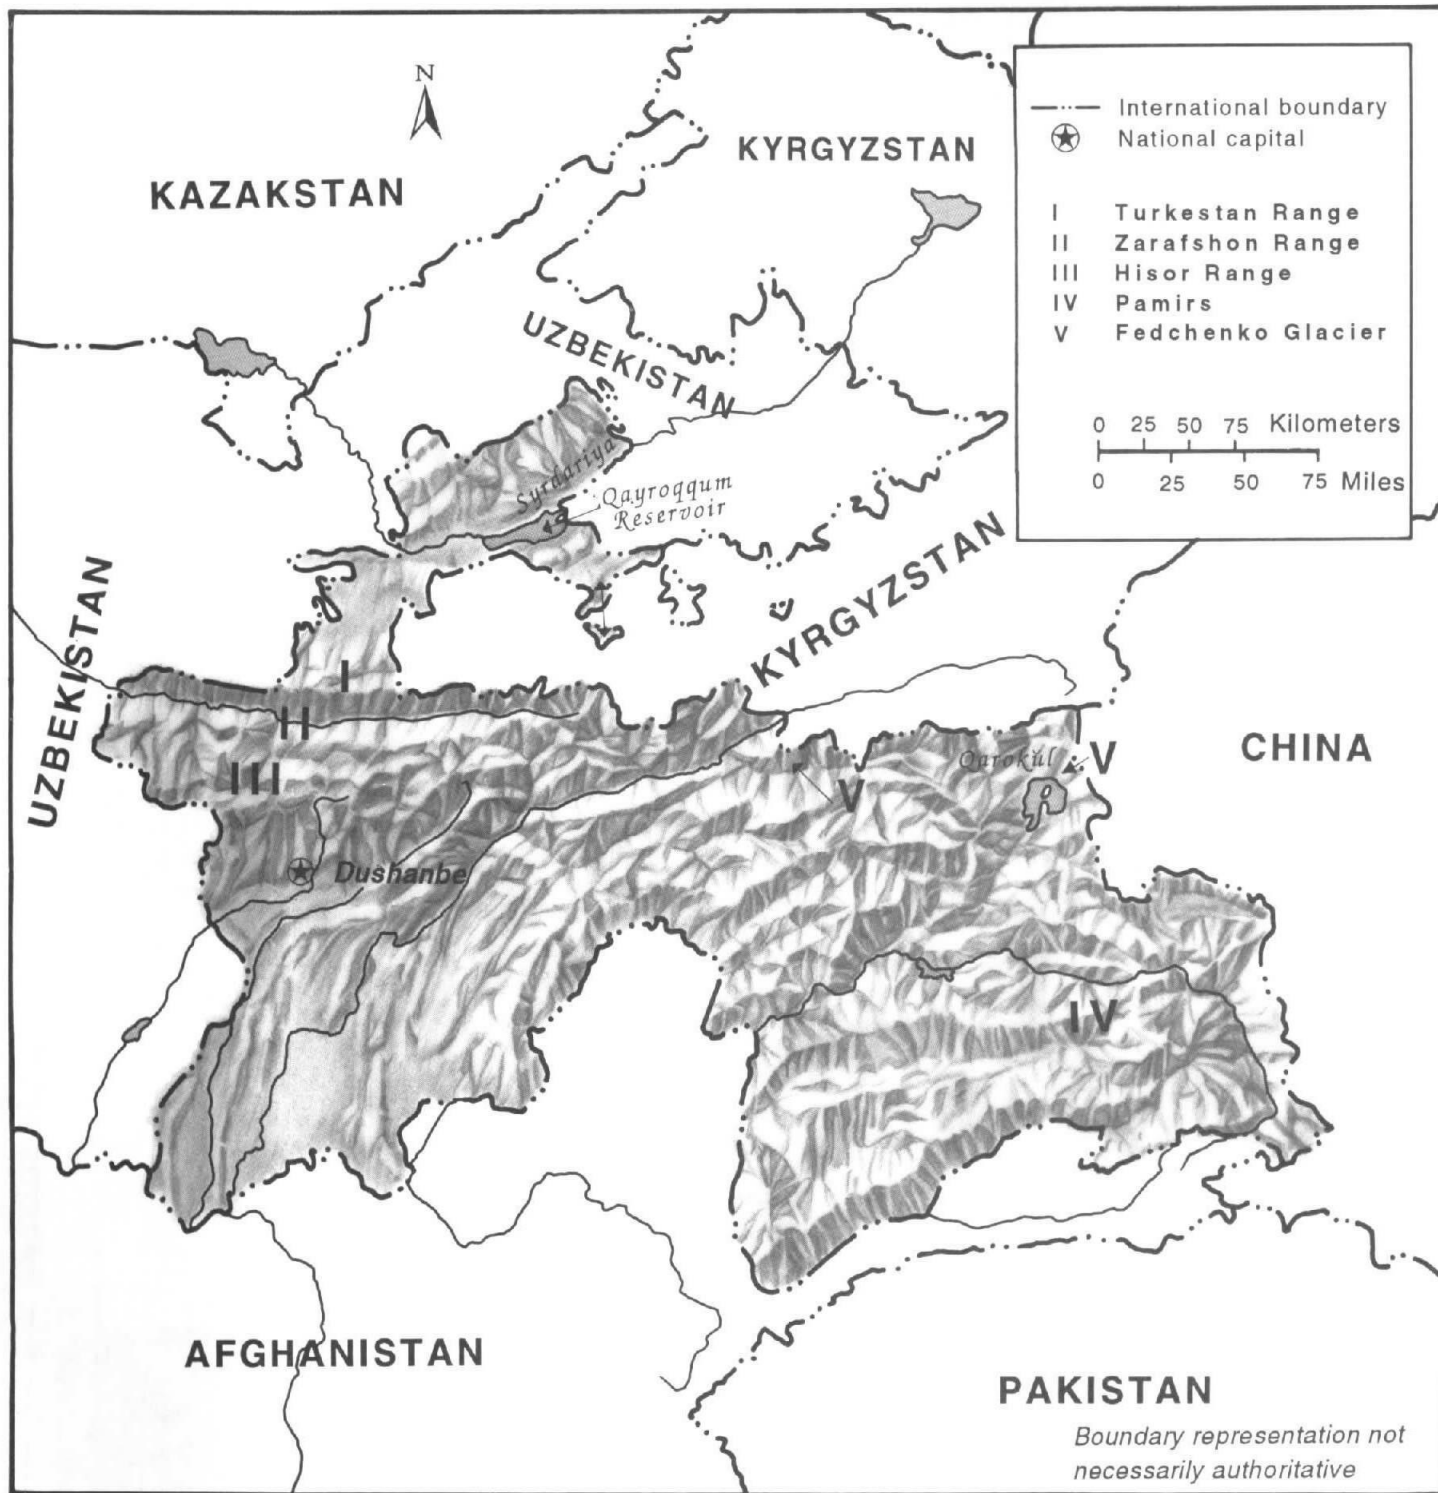 N
KAZAKSTAN
KYRGYZSTAN
International boundary
National capital
I Turkestan Range
II Zarafshon Range
III Hisor Range
IV Pamirs
V Fedchenko Glacier
0 25 50 75 Kilometers
0 25 50 75 Miles
UZBEKISTAN
Syrdariya
Qayroqqum
Reservoir
KYRGYZSTAN
UZBEKISTAN
I
II
III
Qarokŭl
V
V
CHINA
Dushanbe
IV
AFGHANISTAN
PAKISTAN
Boundary representation not
necessarily authoritative